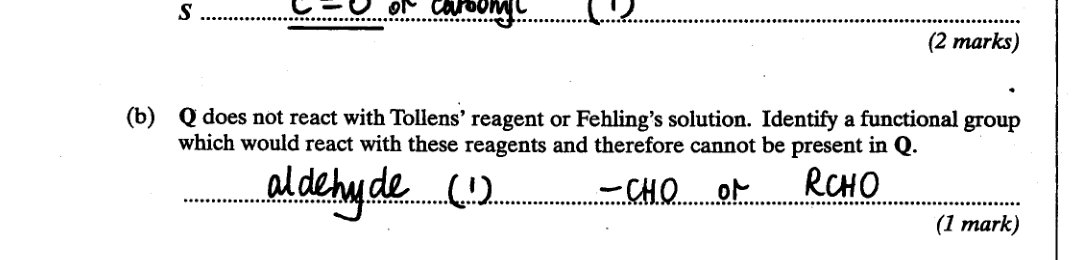 S C=O or carbonyl (1)
(2 marks)
(b) Q does not react with Tollens' reagent or Fehling's solution. Identify a functional group
which would react with these reagents and therefore cannot be present in Q.
aldehyde (1) -CHO or RCHO
(1 mark)